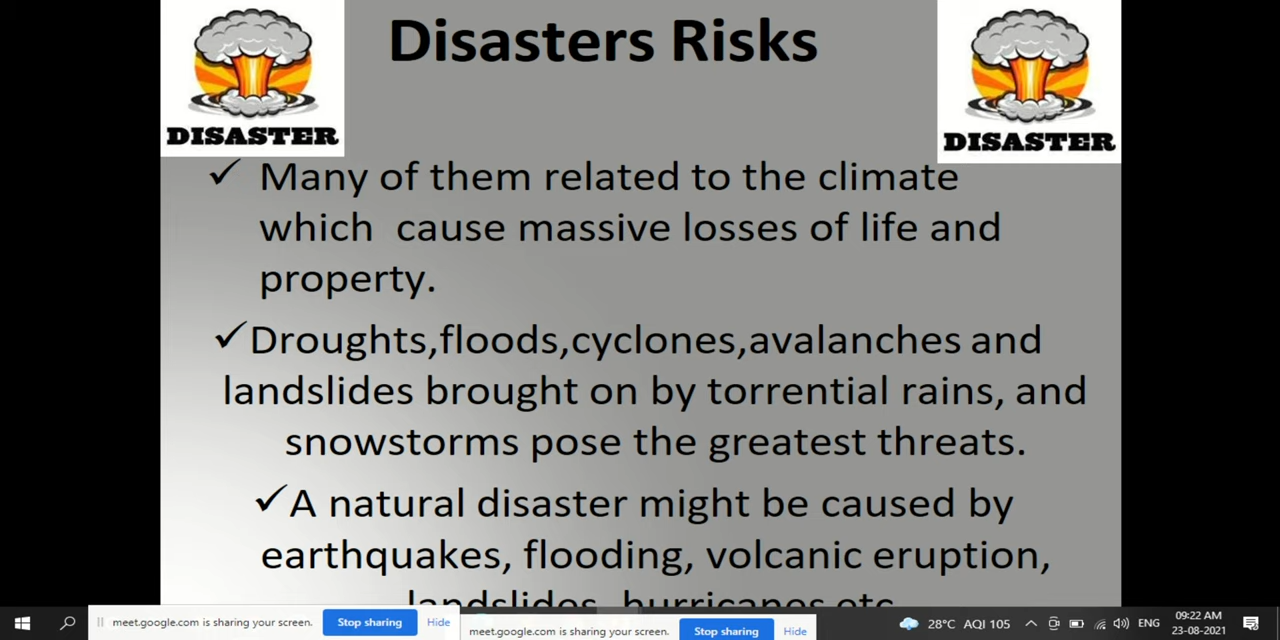 Disasters Risks
DISASTER
DISASTER
✓ Many of them related to the climate
which cause massive losses of life and
property.
✓Droughts,floods,cyclones,avalanches and
landslides brought on by torrential rains, and
snowstorms pose the greatest threats.
✓A natural disaster might be caused by
earthquakes, flooding, volcanic eruption,
landslides, hurricanes etc
meet.google.com is sharing your screen. Stop sharing Hide
meet.google.com is sharing your screen. Stop sharing Hide
28°C AQI 105 ENG 09:22 AM
23-08-2021